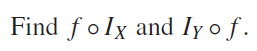 Find f ∘ I_X and I_Y ∘ f.